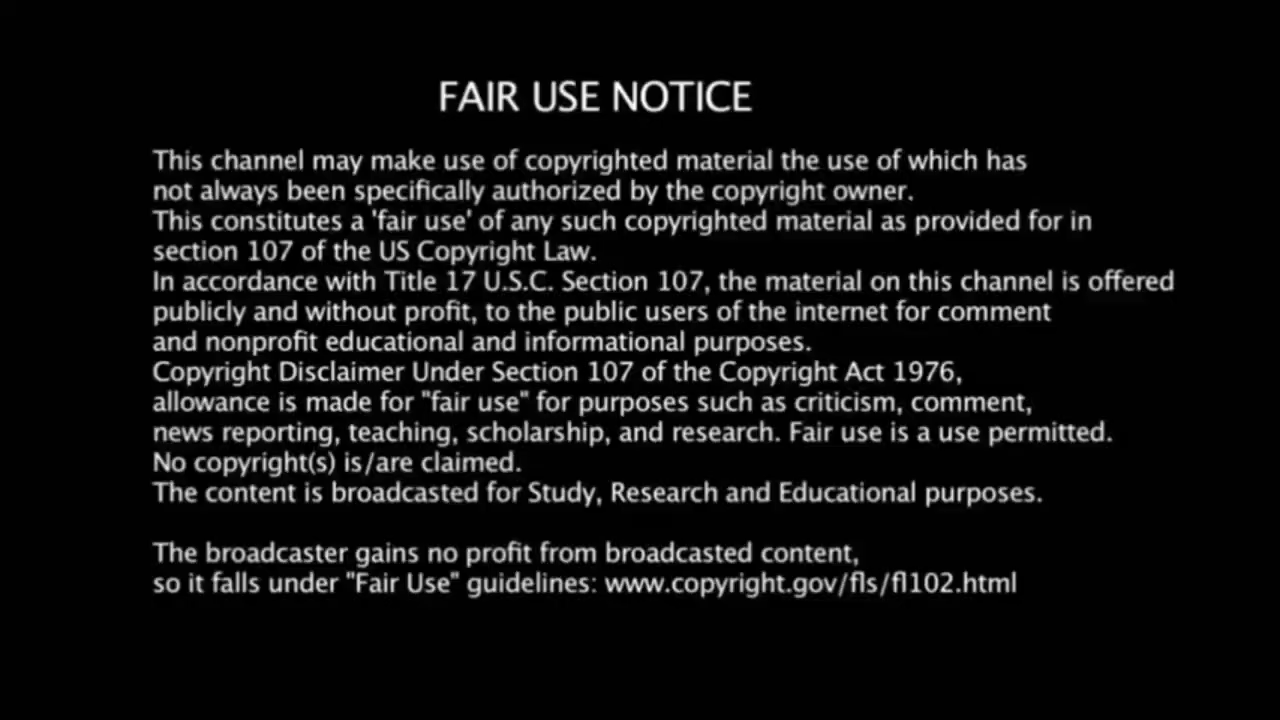 FAIR USE NOTICE
This channel may make use of copyrighted material the use of which has
not always been specifically authorized by the copyright owner.
This constitutes a 'fair use' of any such copyrighted material as provided for in
section 107 of the US Copyright Law.
In accordance with Title 17 U.S.C. Section 107, the material on this channel is offered
publicly and without profit, to the public users of the internet for comment
and nonprofit educational and informational purposes.
Copyright Disclaimer Under Section 107 of the Copyright Act 1976,
allowance is made for "fair use" for purposes such as criticism, comment,
news reporting, teaching, scholarship, and research. Fair use is a use permitted.
No copyright(s) is/are claimed.
The content is broadcasted for Study, Research and Educational purposes.
The broadcaster gains no profit from broadcasted content,
so it falls under "Fair Use" guidelines: www.copyright.gov/fls/fl102.html